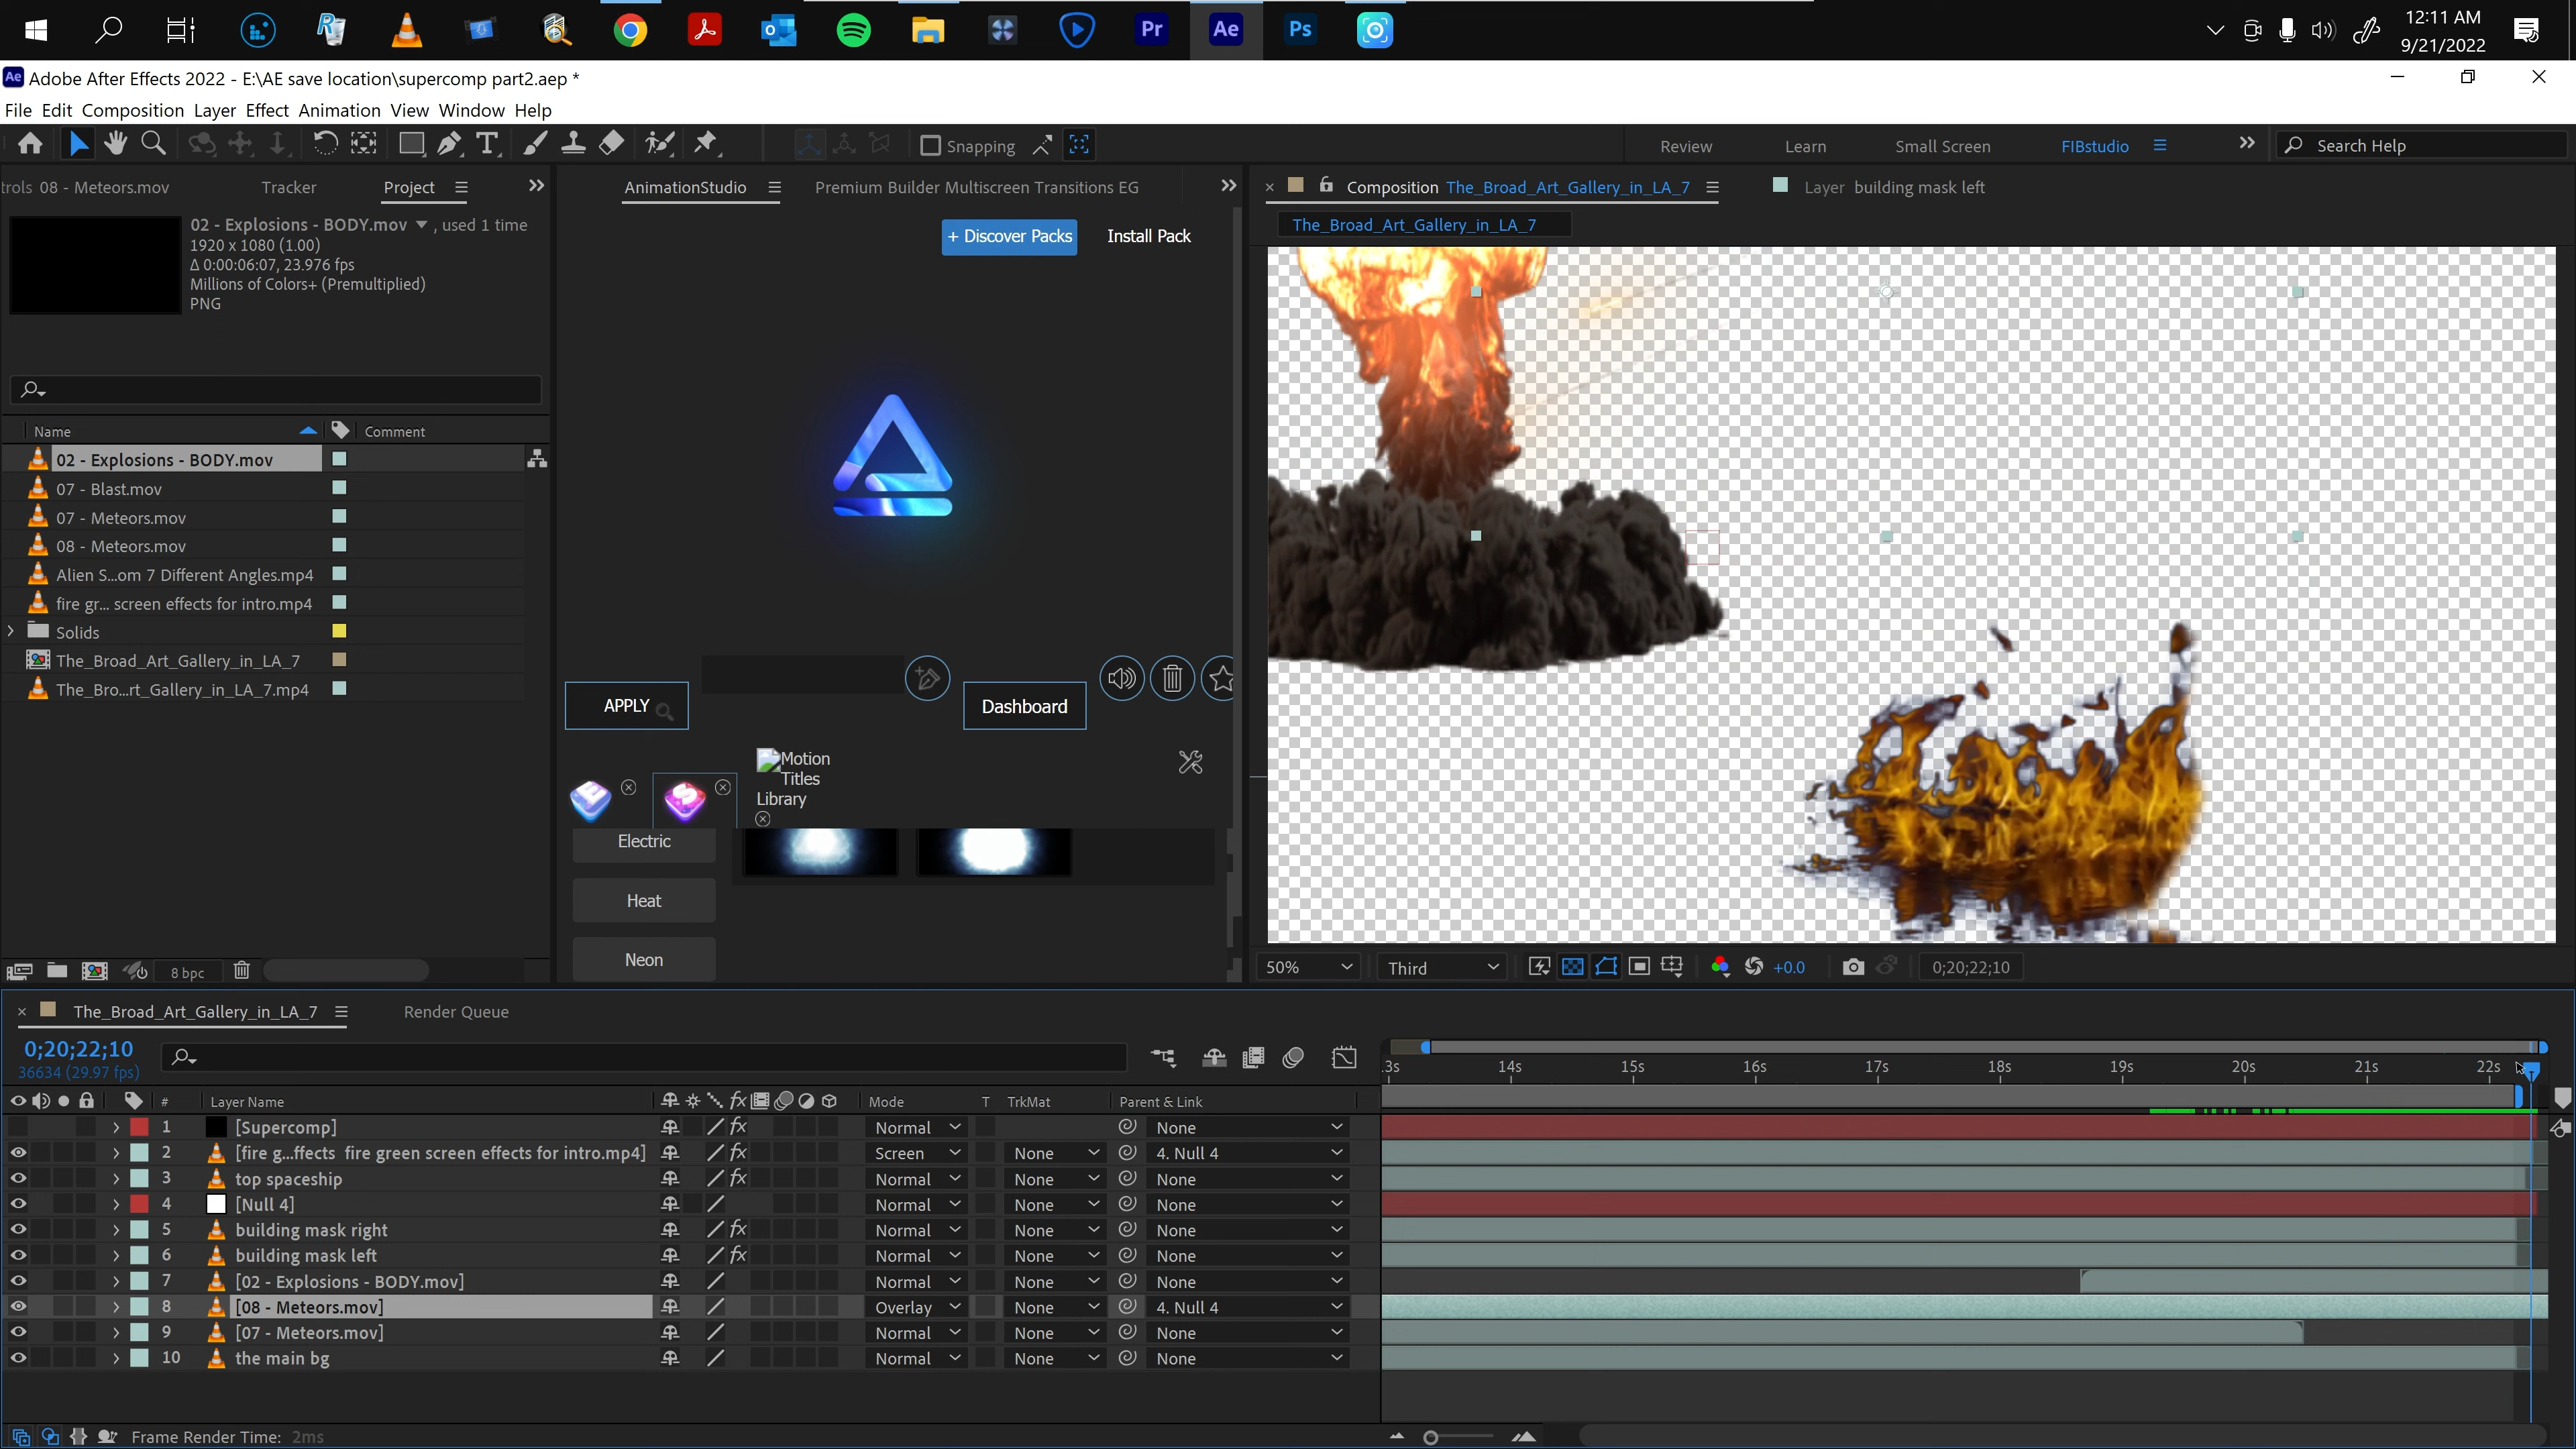 Pr
Ae
Ps
12:11 AM
9/21/2022
Ae Adobe After Effects 2022 - E:\AE save location\supercomp part2.aep *
File Edit Composition Layer Effect Animation View Window Help
Snapping
Review Learn Small Screen FIBstudio
Search Help
trols 08 - Meteors.mov Tracker Project
02 - Explosions - BODY.mov , used 1 time
1920 x 1080 (1.00)
Δ 0:00:06:07, 23.976 fps
Millions of Colors+ (Premultiplied)
PNG
Name Comment
02 - Explosions - BODY.mov
07 - Blast.mov
07 - Meteors.mov
08 - Meteors.mov
Alien S...om 7 Different Angles.mp4
fire gr... screen effects for intro.mp4
Solids
The_Broad_Art_Gallery_in_LA_7
The_Bro...rt_Gallery_in_LA_7.mp4
8 bpc
AnimationStudio Premium Builder Multiscreen Transitions EG
+ Discover Packs Install Pack
APPLY
Dashboard
Motion
Titles
Library
E
S
Electric
Heat
Neon
Composition The_Broad_Art_Gallery_in_LA_7
Layer building mask left
The_Broad_Art_Gallery_in_LA_7
50% Third +0.0 0;20;22;10
The_Broad_Art_Gallery_in_LA_7 Render Queue
0;20;22;10
36634 (29.97 fps)
:3s 14s 15s 16s 17s 18s 19s 20s 21s 22s
# Layer Name fx Mode T TrkMat Parent & Link
1 [Supercomp] fx Normal None
2 [fire g...ffects fire green screen effects for intro.mp4] fx Screen None 4. Null 4
3 top spaceship fx Normal None None
4 [Null 4] Normal None None
5 building mask right fx Normal None None
6 building mask left fx Normal None None
7 [02 - Explosions - BODY.mov] Normal None None
8 [08 - Meteors.mov] Overlay None 4. Null 4
9 [07 - Meteors.mov] Normal None None
10 the main bg Normal None None
Frame Render Time: 2ms